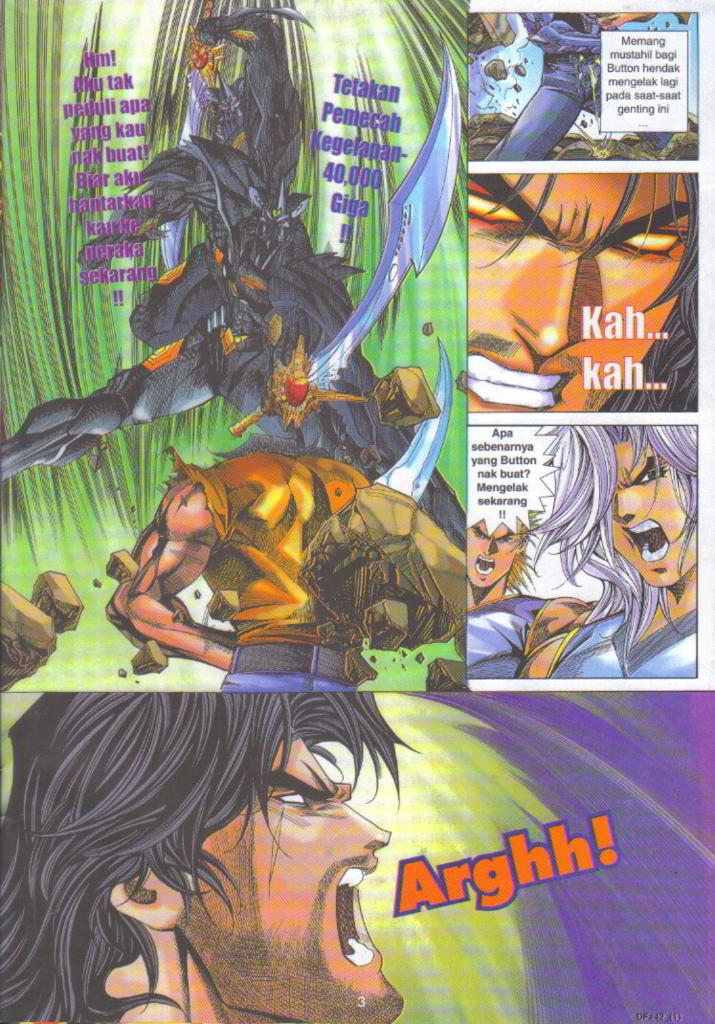 Hm!
Aku tak
peduli apa
yang kau
nak buat!
Biar aku
hantarkan
kau ke
neraka
sekarang
!!
Tetakan
Pemecah
Kegelapan-
40,000
Giga
!!
Memang
mustahil bagi
Button hendak
mengelak lagi
pada saat-saat
genting ini
...
Kah...
kah...
Apa
sebenarnya
yang Button
nak buat?
Mengelak
sekarang
!!
Arghh!
3
DF#42 (1)